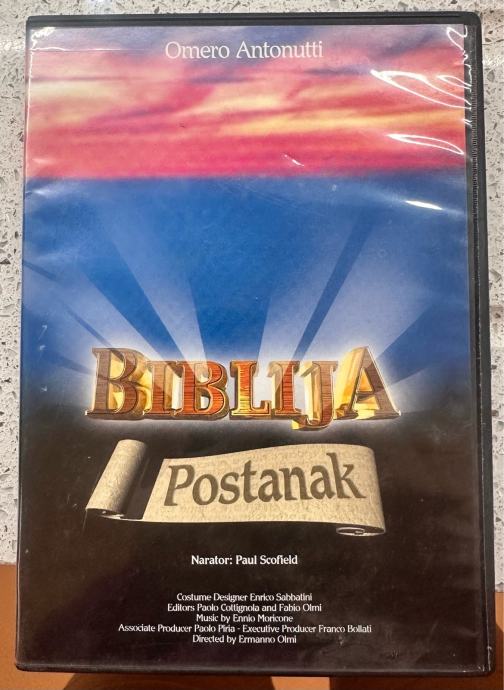 Omero Antonutti
BIBLIJA
Postanak
Narator: Paul Scofield
Costume Designer Enrico Sabbatini
Editors Paolo Cottignola and Fabio Olmi
Music by Ennio Moricone
Associate Producer Paolo Piria - Executive Producer Franco Bollati
Directed by Ermanno Olmi